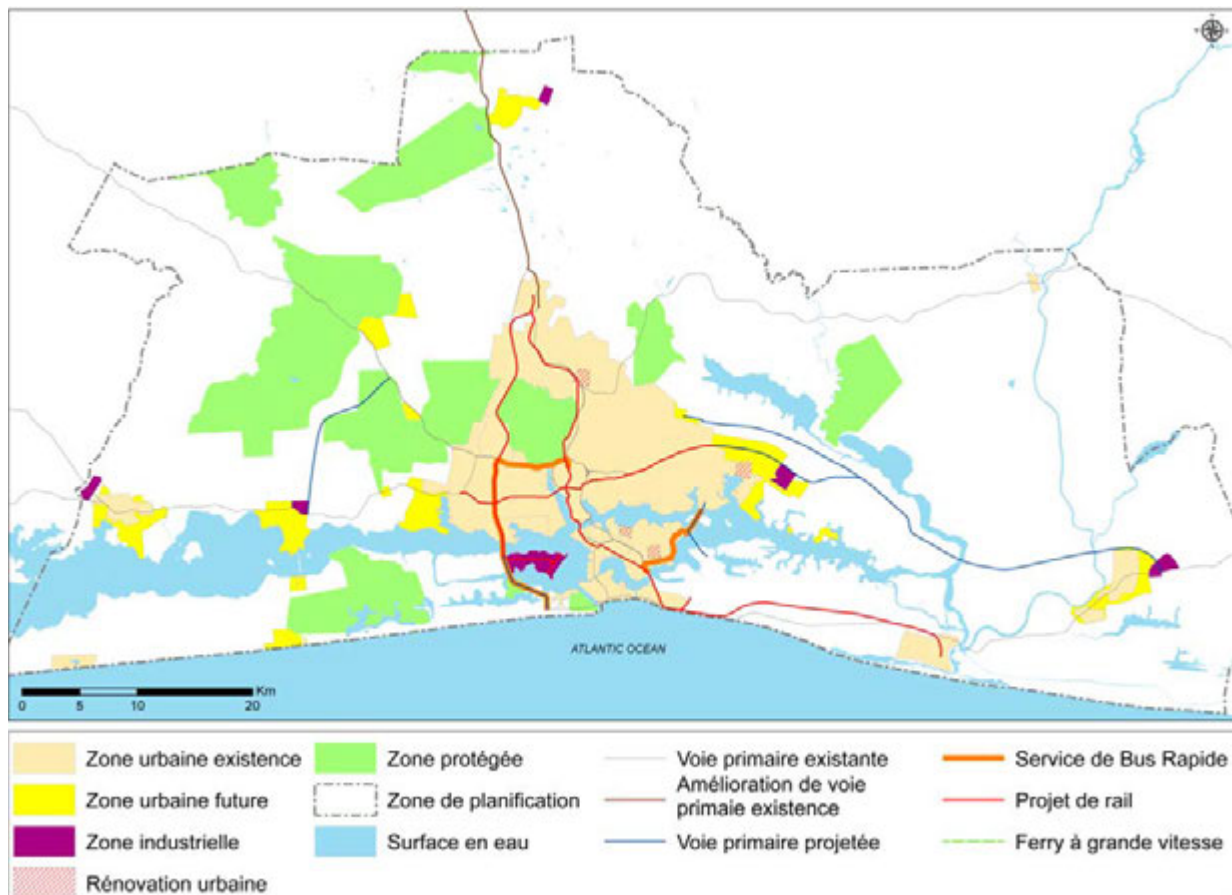 ATLANTIC OCEAN
Km
0 5 10 20
Zone urbaine existence
Zone urbaine future
Zone industrielle
Rénovation urbaine
Zone protégée
Zone de planification
Surface en eau
Voie primaire existante
Amélioration de voie
primaie existence
Voie primaire projetée
Service de Bus Rapide
Projet de rail
Ferry à grande vitesse